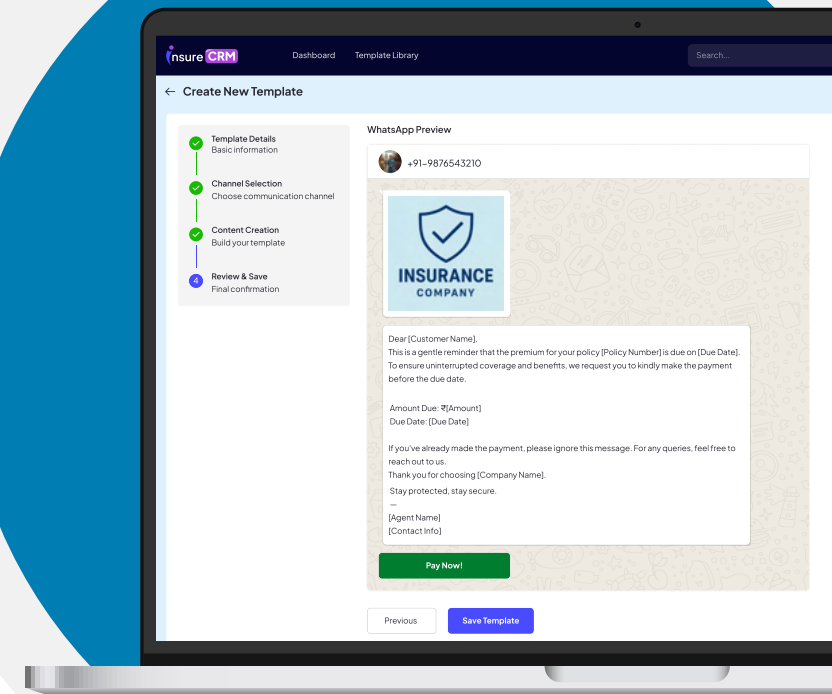 insure CRM
Dashboard
Template Library
Search...
← Create New Template
Template Details
Basic information
Channel Selection
Choose communication channel
Content Creation
Build your template
4
Review & Save
Final confirmation
WhatsApp Preview
+91-9876543210
INSURANCE
COMPANY
Dear [Customer Name],
This is a gentle reminder that the premium for your policy [Policy Number] is due on [Due Date].
To ensure uninterrupted coverage and benefits, we request you to kindly make the payment
before the due date.
Amount Due: ₹[Amount]
Due Date: [Due Date]
If you've already made the payment, please ignore this message. For any queries, feel free to
reach out to us.
Thank you for choosing [Company Name].
Stay protected, stay secure.
—
[Agent Name]
[Contact Info]
Pay Now!
Previous
Save Template